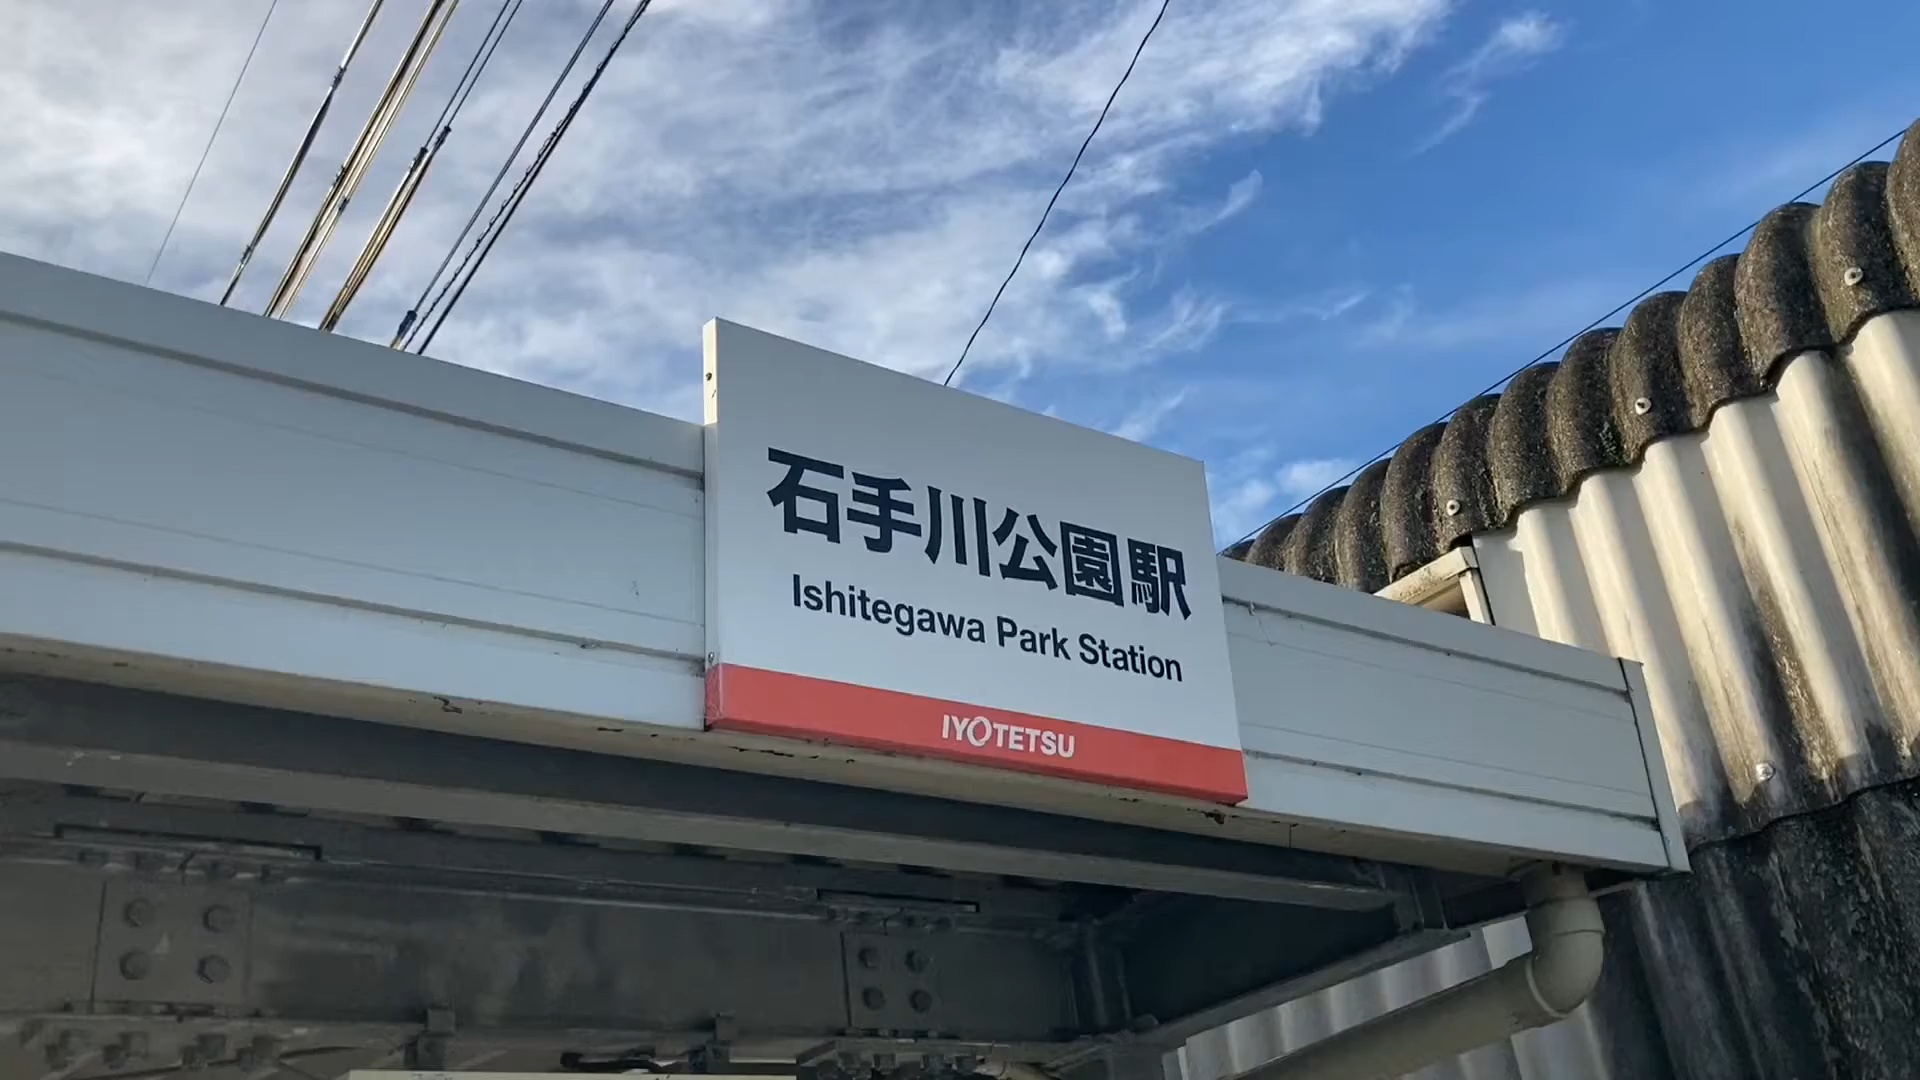 石手川公園駅
Ishitegawa Park Station
IYOTETSU